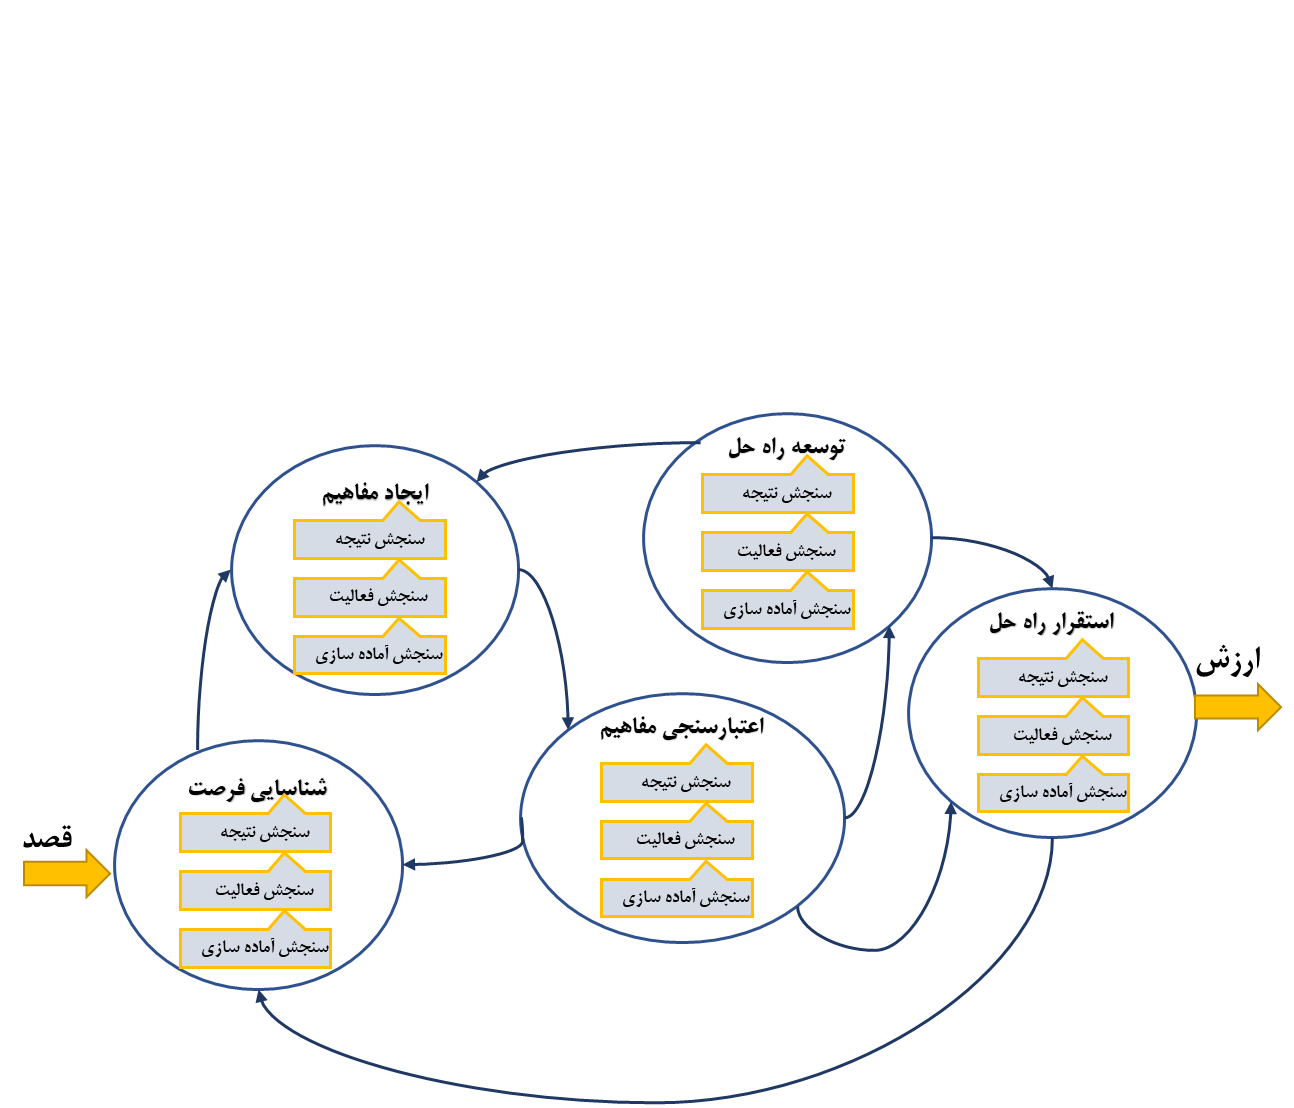 توسعه راه حل
سنجش نتیجه
سنجش فعالیت
سنجش آماده سازی
ایجاد مفاهیم
سنجش نتیجه
سنجش فعالیت
سنجش آماده سازی
استقرار راه حل
سنجش نتیجه
سنجش فعالیت
سنجش آماده سازی
ارزش
اعتبارسنجی مفاهیم
سنجش نتیجه
سنجش فعالیت
سنجش آماده سازی
شناسایی فرصت
سنجش نتیجه
سنجش فعالیت
سنجش آماده سازی
قصد